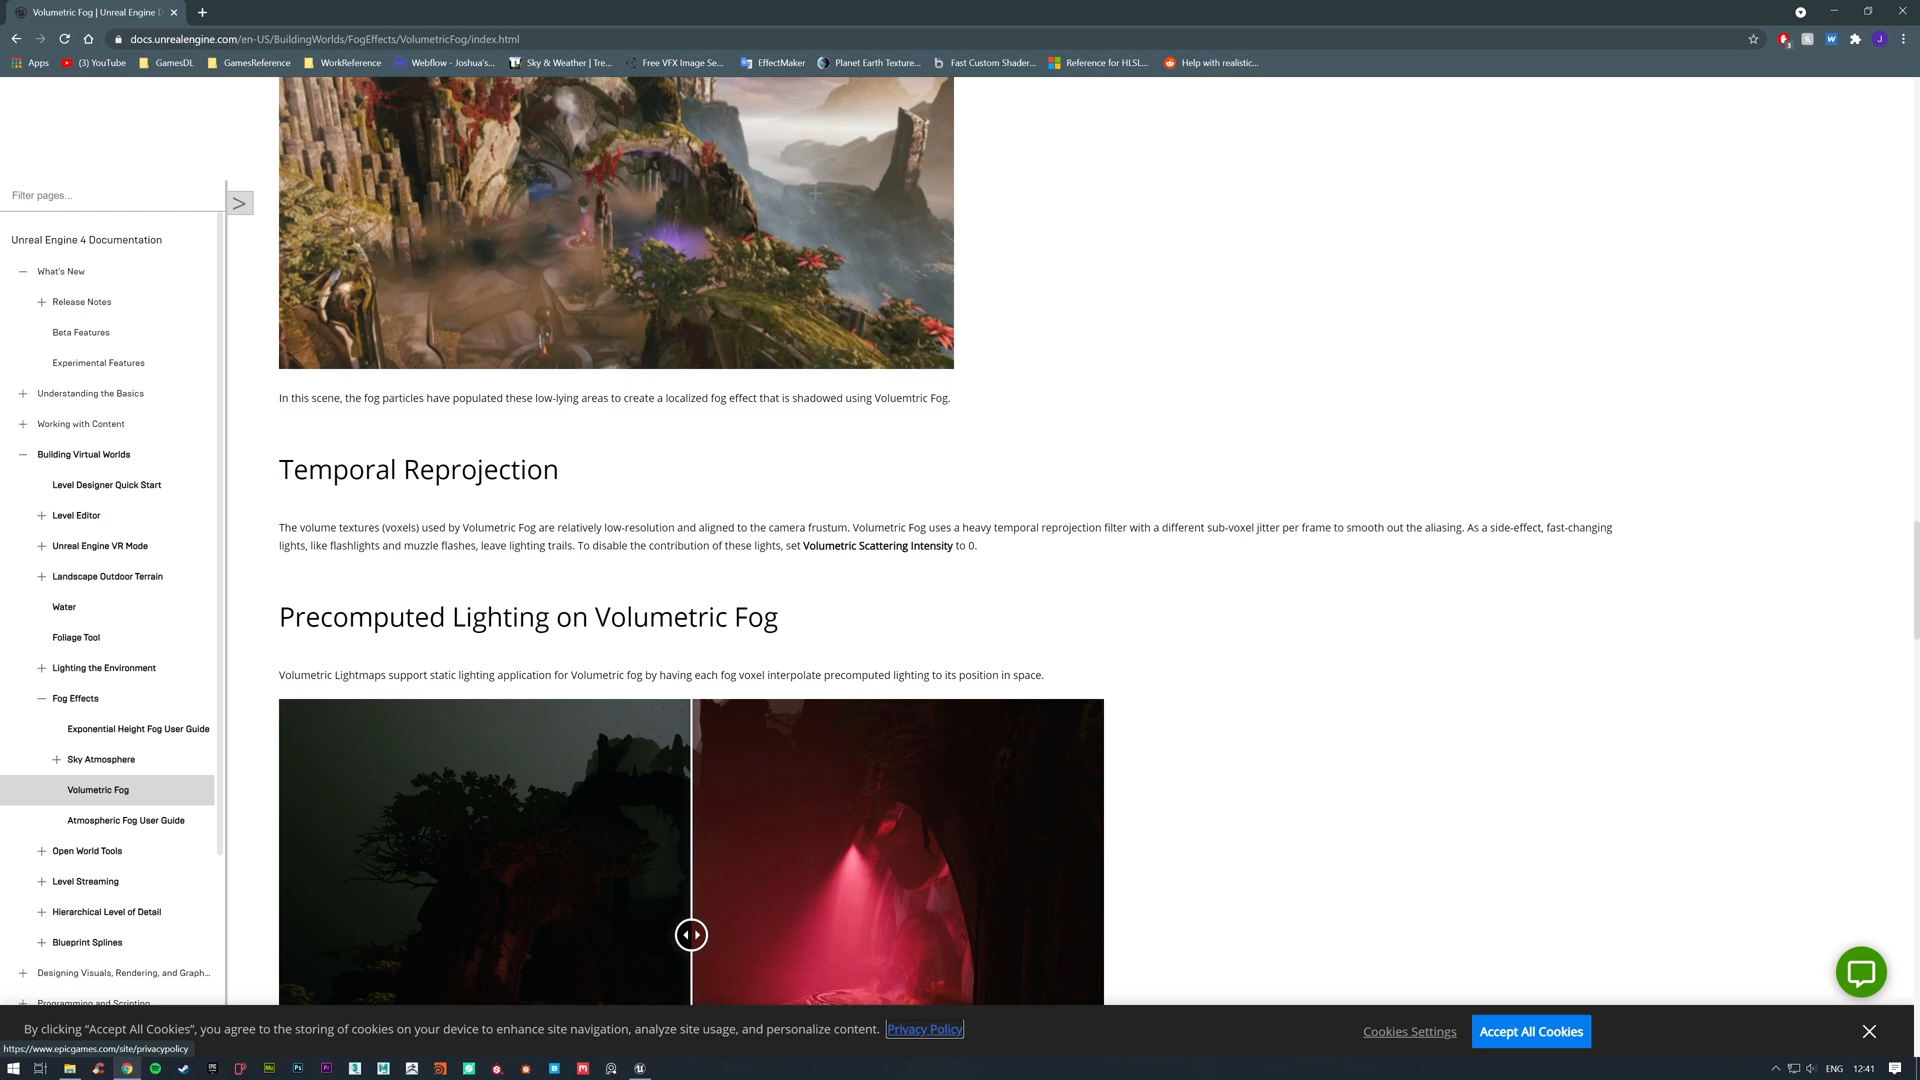 Volumetric Fog | Unreal Engine D
docs.unrealengine.com/en-US/BuildingWorlds/FogEffects/VolumetricFog/index.html
Apps
(3) YouTube
GamesDL
GamesReference
WorkReference
Webflow - Joshua's...
Sky & Weather | Tre...
Free VFX Image Se...
EffectMaker
Planet Earth Texture...
Fast Custom Shader...
Reference for HLSL...
Help with realistic...
Filter pages...
>
Unreal Engine 4 Documentation
What's New
Release Notes
Beta Features
Experimental Features
Understanding the Basics
Working with Content
Building Virtual Worlds
Level Designer Quick Start
Level Editor
Unreal Engine VR Mode
Landscape Outdoor Terrain
Water
Foliage Tool
Lighting the Environment
Fog Effects
Exponential Height Fog User Guide
Sky Atmosphere
Volumetric Fog
Atmospheric Fog User Guide
Open World Tools
Level Streaming
Hierarchical Level of Detail
Blueprint Splines
Designing Visuals, Rendering, and Graph...
Programming and Scripting
In this scene, the fog particles have populated these low-lying areas to create a localized fog effect that is shadowed using Voluemtric Fog.
Temporal Reprojection
The volume textures (voxels) used by Volumetric Fog are relatively low-resolution and aligned to the camera frustum. Volumetric Fog uses a heavy temporal reprojection filter with a different sub-voxel jitter per frame to smooth out the aliasing. As a side-effect, fast-changing
lights, like flashlights and muzzle flashes, leave lighting trails. To disable the contribution of these lights, set Volumetric Scattering Intensity to 0.
Precomputed Lighting on Volumetric Fog
Volumetric Lightmaps support static lighting application for Volumetric fog by having each fog voxel interpolate precomputed lighting to its position in space.
By clicking “Accept All Cookies”, you agree to the storing of cookies on your device to enhance site navigation, analyze site usage, and personalize content. Privacy Policy
Cookies Settings
Accept All Cookies
https://www.epicgames.com/site/privacypolicy
ENG
12:41